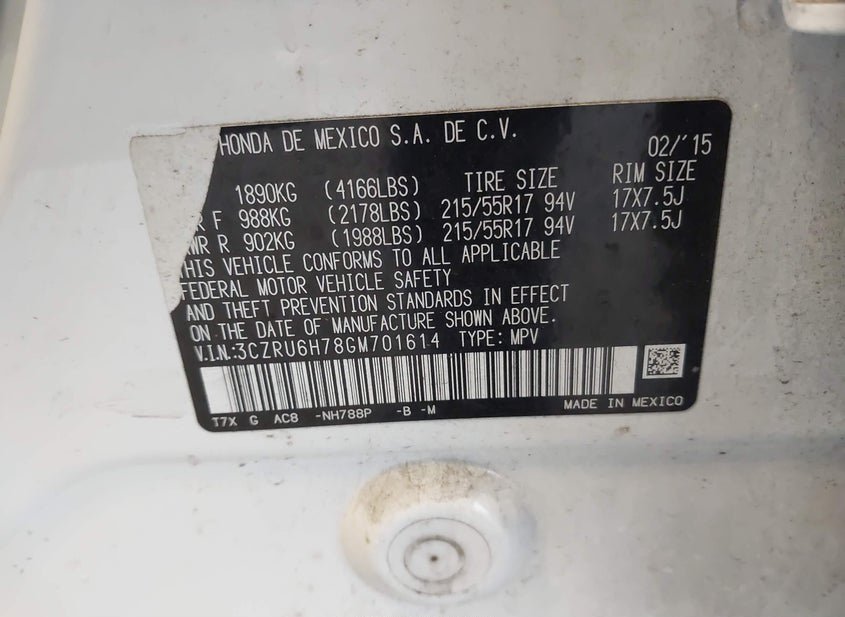 HONDA DE MEXICO S.A. DE C.V. 02/'15
1890KG (4166LBS) TIRE SIZE RIM SIZE
R F 988KG (2178LBS) 215/55R17 94V 17X7.5J
WR R 902KG (1988LBS) 215/55R17 94V 17X7.5J
THIS VEHICLE CONFORMS TO ALL APPLICABLE
FEDERAL MOTOR VEHICLE SAFETY
AND THEFT PREVENTION STANDARDS IN EFFECT
ON THE DATE OF MANUFACTURE SHOWN ABOVE.
V.I.N.:3CZRU6H78GM701614 TYPE: MPV
T7X G AC8 -NH788P -B -M MADE IN MEXICO